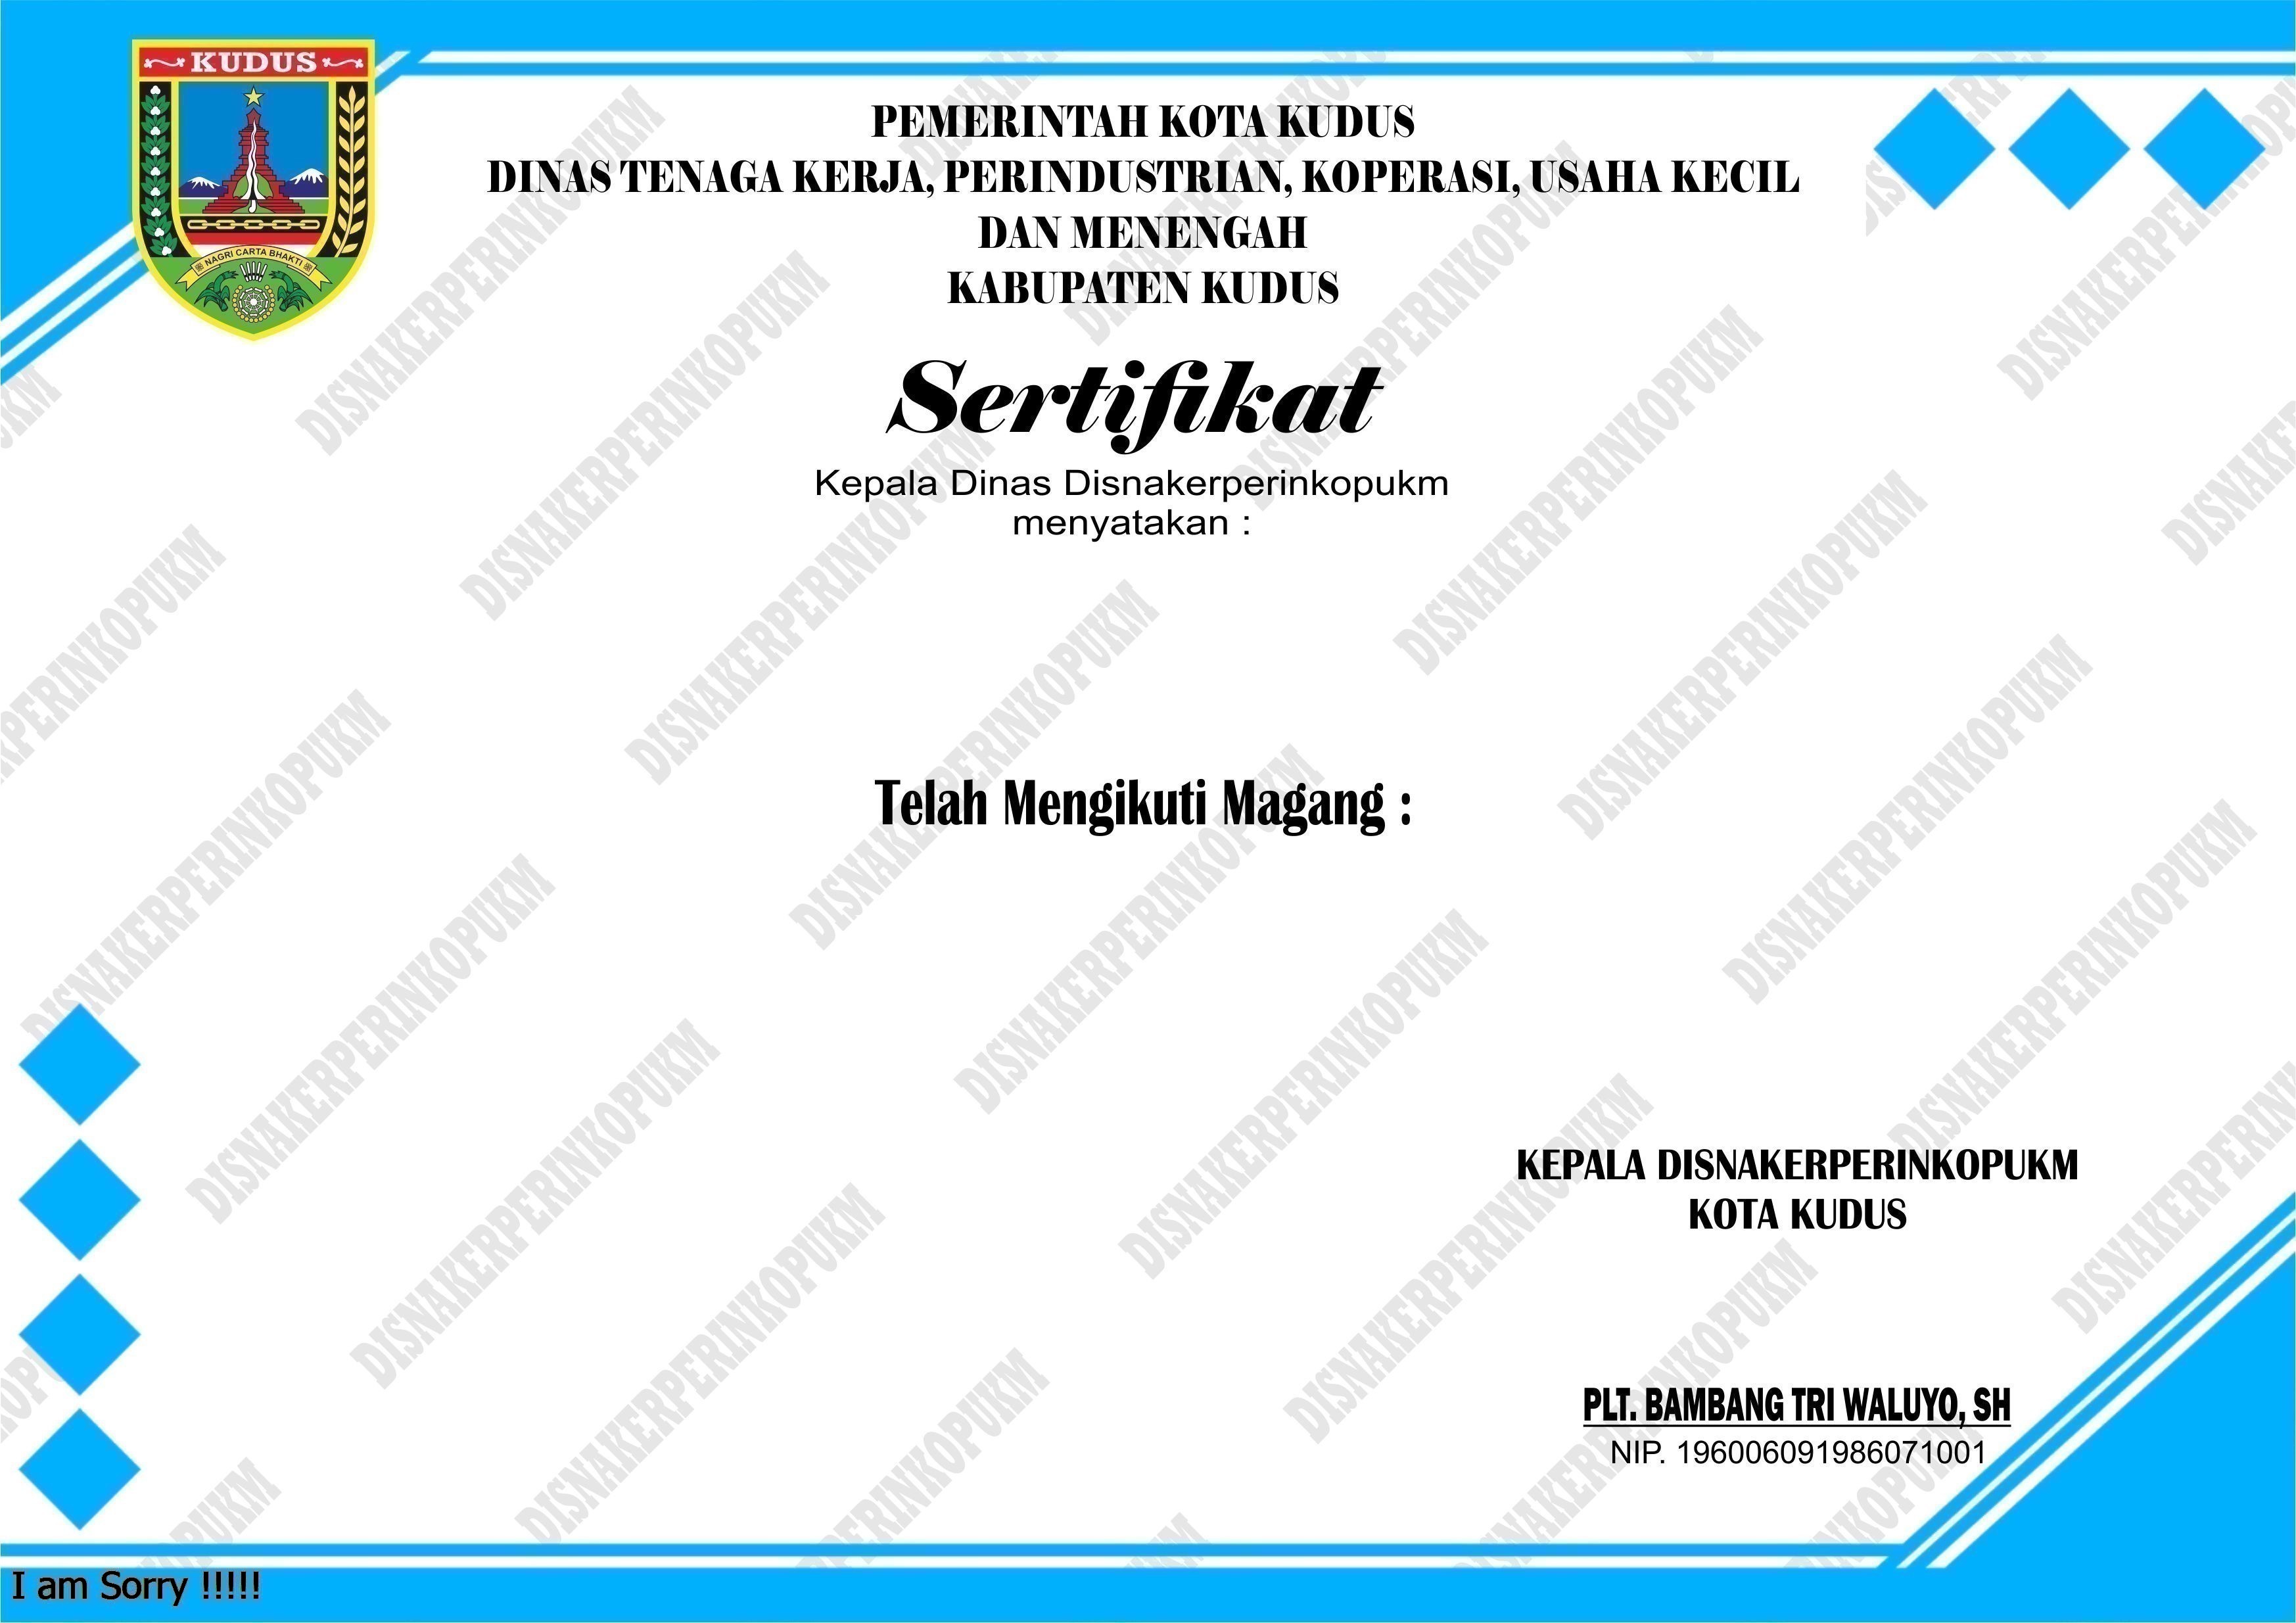 KUDUS
NAGRI CARTA BHAKTI
PEMERINTAH KOTA KUDUS
DINAS TENAGA KERJA, PERINDUSTRIAN, KOPERASI, USAHA KECIL
DAN MENENGAH
KABUPATEN KUDUS
Sertifikat
Kepala Dinas Disnakerperinkopukm
menyatakan :
Telah Mengikuti Magang :
KEPALA DISNAKERPERINKOPUKM
KOTA KUDUS
PLT. BAMBANG TRI WALUYO, SH
NIP. 196006091986071001
I am Sorry !!!!!
DISNAKERPERINKOPUKM